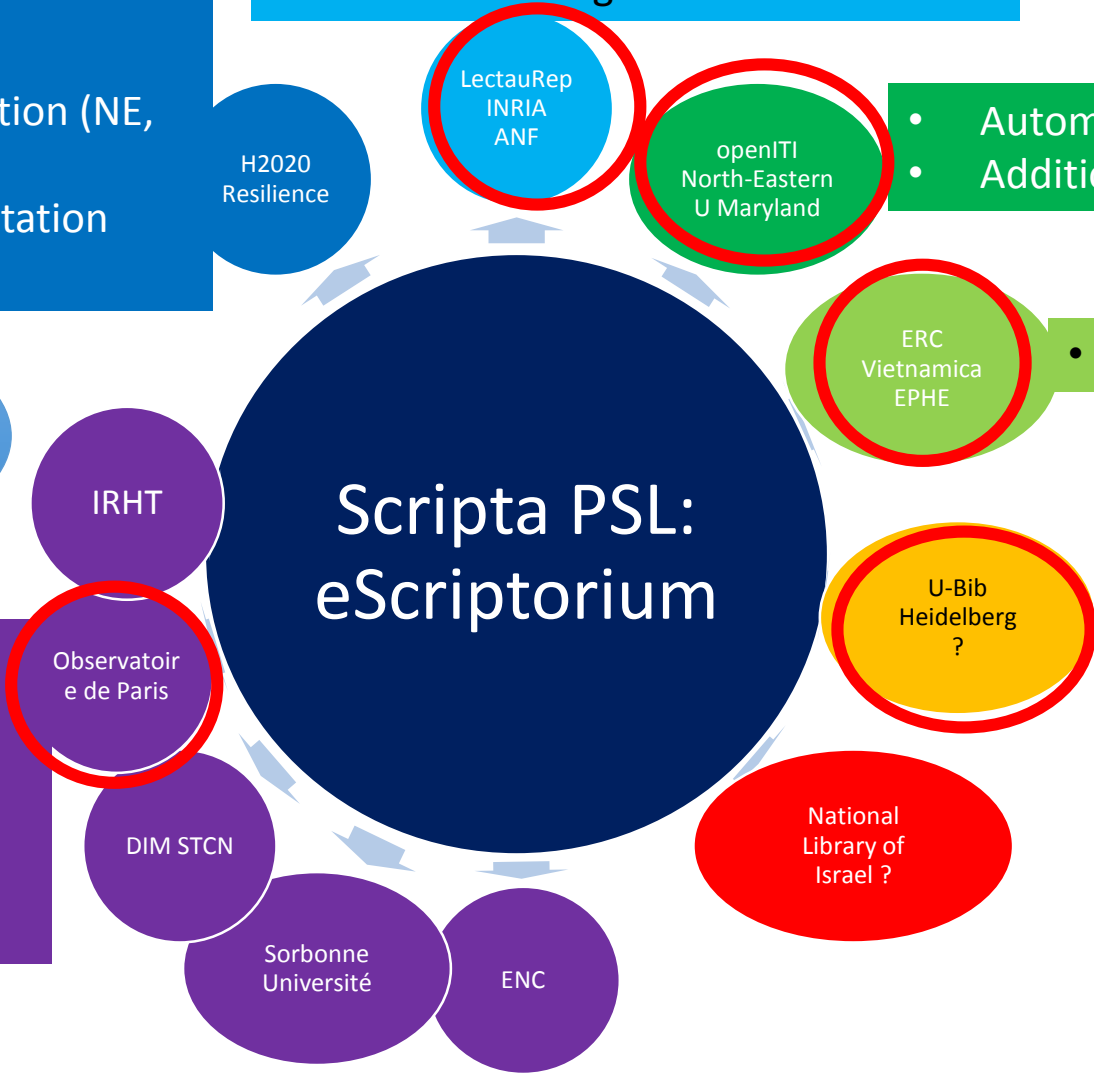 tion (NE,
tation
H2020
Resilience
LectauRep
INRIA
ANF
openITI
North-Eastern
U Maryland
• Autom
• Additi
ERC
Vietnamica
EPHE
•
IRHT
Scripta PSL:
eScriptorium
U-Bib
Heidelberg
?
Observatoir
e de Paris
National
Library of
Israel ?
DIM STCN
Sorbonne
Université
ENC